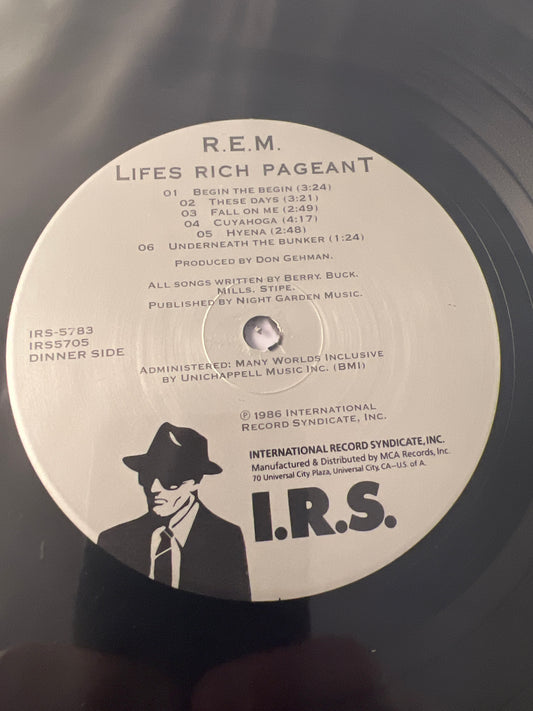 R.E.M.
LIFES RICH PAGEANT
01 BEGIN THE BEGIN (3:24)
02 THESE DAYS (3:21)
03 FALL ON ME (2:49)
04 CUYAHOGA (4:17)
05 HYENA (2:48)
06 UNDERNEATH THE BUNKER (1:24)
PRODUCED BY DON GEHMAN.
ALL SONGS WRITTEN BY BERRY, BUCK,
MILLS, STIPE.
PUBLISHED BY NIGHT GARDEN MUSIC.
IRS-5783
IRS5705
DINNER SIDE
ADMINISTERED: MANY WORLDS INCLUSIVE
BY UNICHAPPELL MUSIC INC. (BMI)
℗ 1986 INTERNATIONAL
RECORD SYNDICATE, INC.
INTERNATIONAL RECORD SYNDICATE, INC.
Manufactured & Distributed by MCA Records, Inc.
70 Universal City Plaza, Universal City, CA–U.S. of A.
I.R.S.